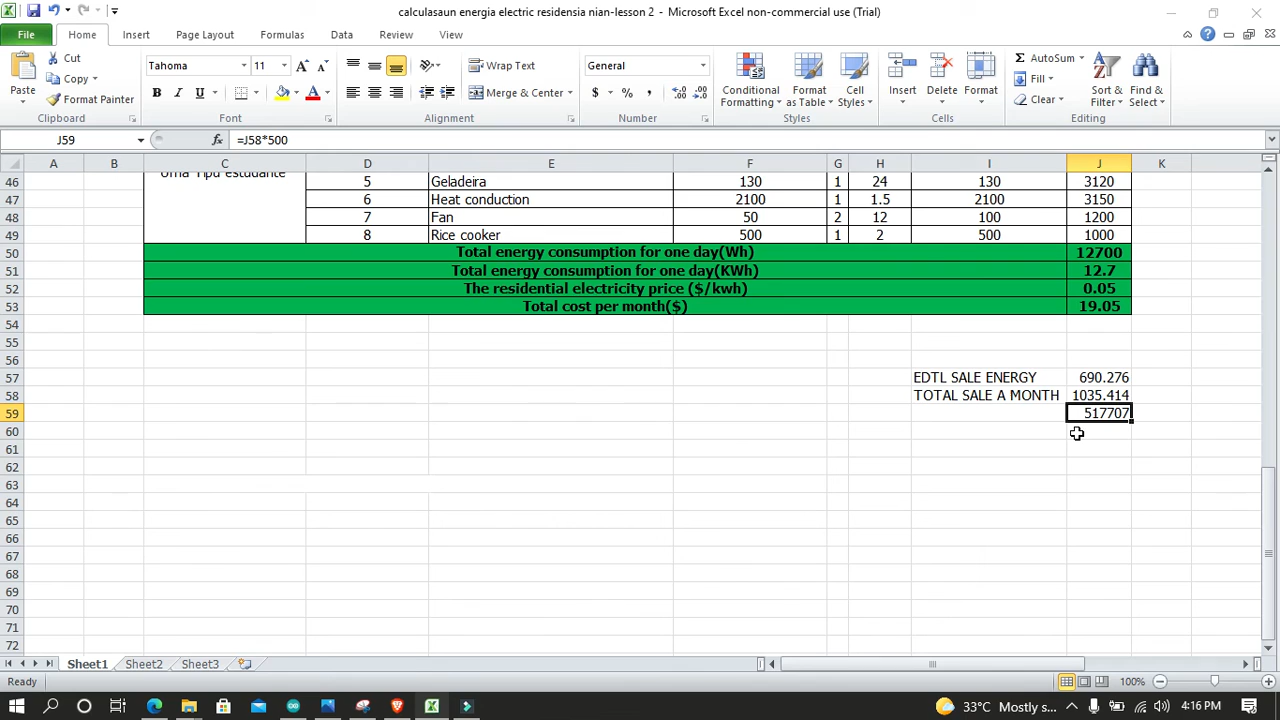 calculasaun energia electric residensia nian-lesson 2 - Microsoft Excel non-commercial use (Trial)
File Home Insert Page Layout Formulas Data Review View
Paste Cut Copy Format Painter Clipboard
Tahoma 11 B I U A Font
Wrap Text Merge & Center Alignment
General $ % , Number
Conditional Formatting Format as Table Cell Styles Styles
Insert Delete Format Cells
AutoSum Fill Clear Sort & Filter Find & Select Editing
J59 fx =J58*500
A B C D E F G H I J K
46 Uma Tipu estudante 5 Geladeira 130 1 24 130 3120
47 6 Heat conduction 2100 1 1.5 2100 3150
48 7 Fan 50 2 12 100 1200
49 8 Rice cooker 500 1 2 500 1000
50 Total energy consumption for one day(Wh) 12700
51 Total energy consumption for one day(KWh) 12.7
52 The residential electricity price ($/kwh) 0.05
53 Total cost per month($) 19.05
54
55
56
57 EDTL SALE ENERGY 690.276
58 TOTAL SALE A MONTH 1035.414
59 517707
60
61
62
63
64
65
66
67
68
69
70
71
72
Sheet1 Sheet2 Sheet3
Ready 100%
33°C Mostly cloudy 4:16 PM